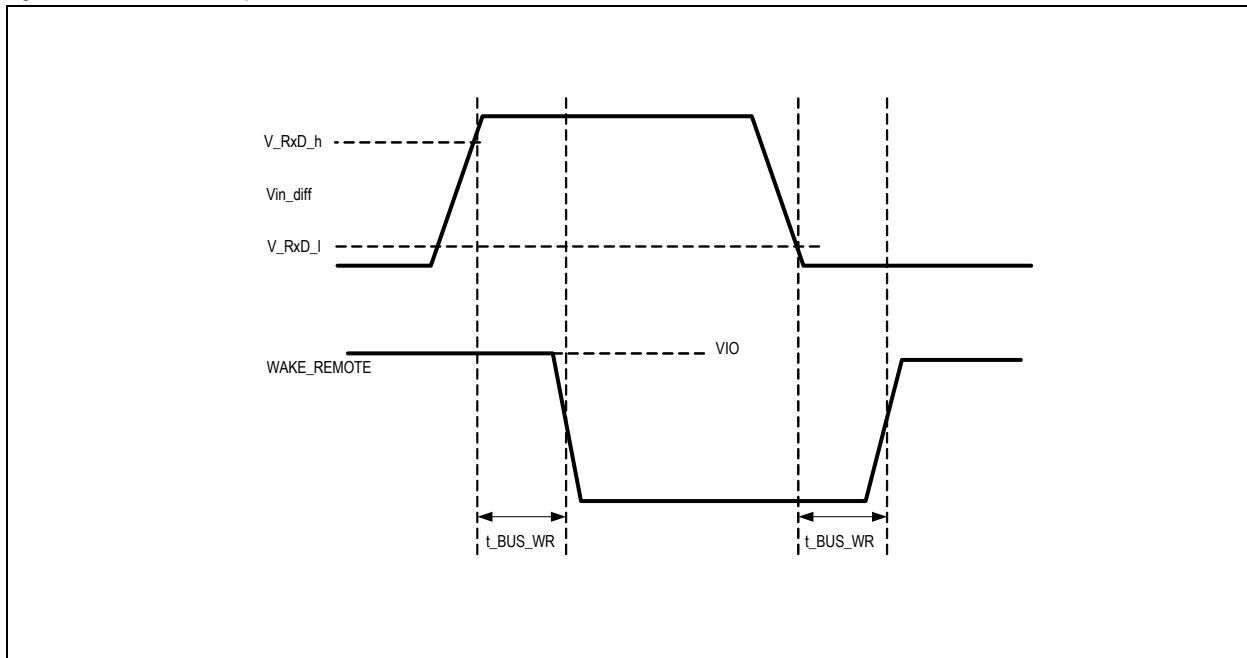 V_RxD_h
Vin_diff
V_RxD_l
VIO
WAKE_REMOTE
t_BUS_WR
t_BUS_WR